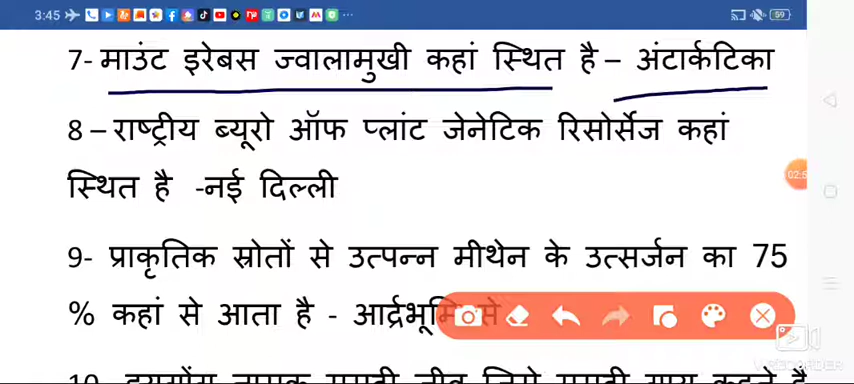 3:45
59
7- माउंट इरेबस ज्वालामुखी कहां स्थित है – अंटार्कटिका
8 – राष्ट्रीय ब्यूरो ऑफ प्लांट जेनेटिक रिसोर्सेज कहां
स्थित है -नई दिल्ली
9- प्राकृतिक स्रोतों से उत्पन्न मीथेन के उत्सर्जन का 75
% कहां से आता है - आर्द्रभूमि से